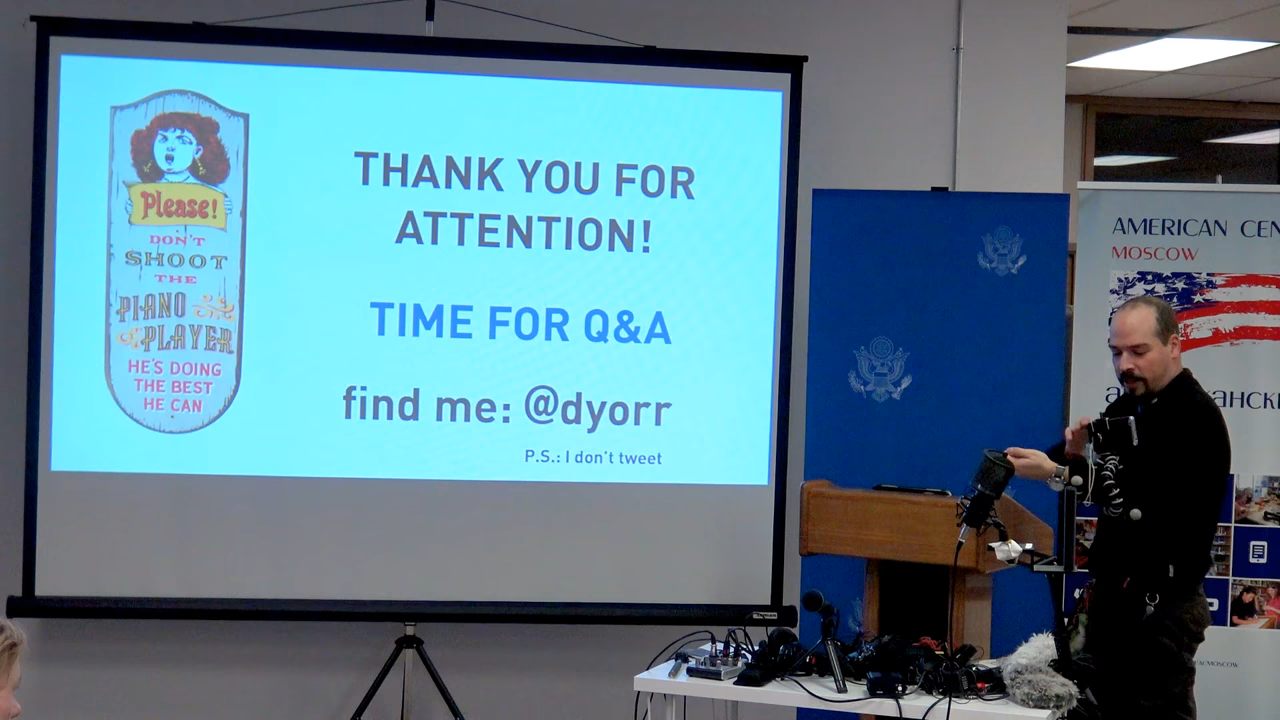 Please!
DON'T
SHOOT
THE
PIANO
PLAYER
HE'S DOING
THE BEST
HE CAN
THANK YOU FOR
ATTENTION!
TIME FOR Q&A
find me: @dyorr
P.S.: I don't tweet
AMERICAN CEN
MOSCOW